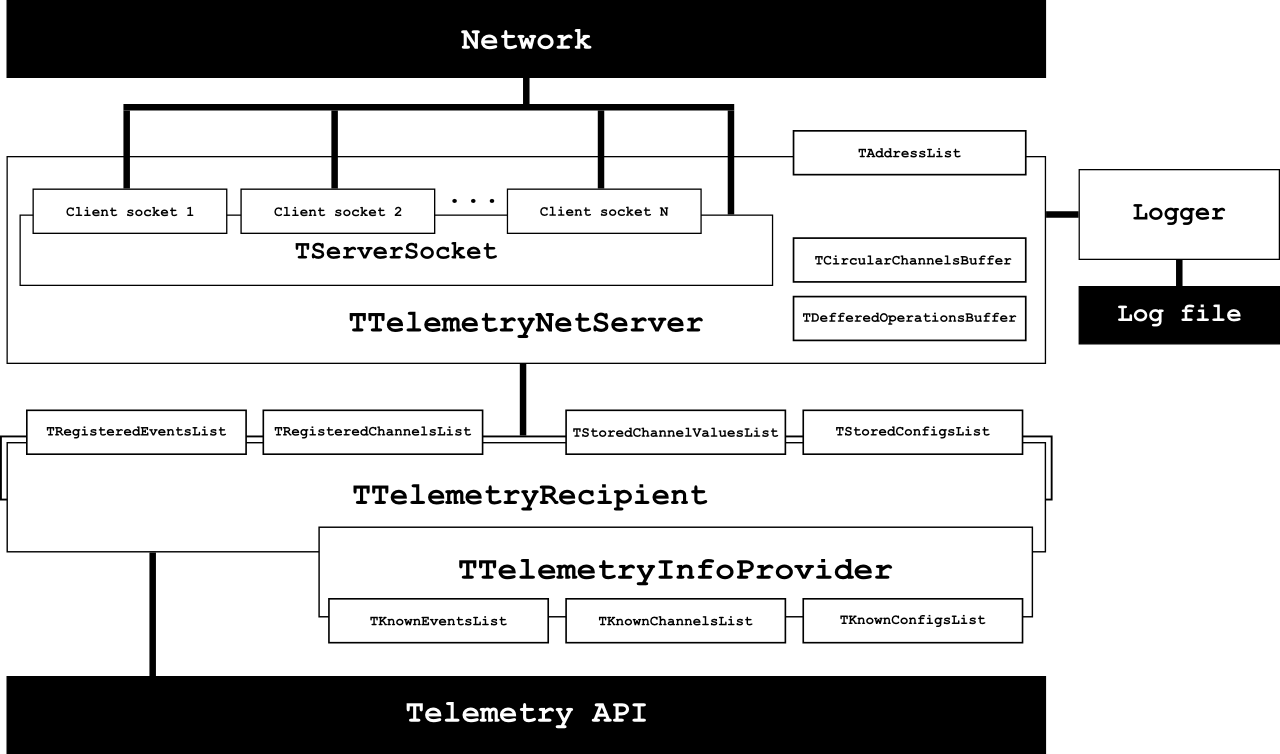 Network
TAddressList
Client socket 1
Client socket 2
...
Client socket N
Logger
TServerSocket
TCircularChannelsBuffer
TTelemetryNetServer
TDefferedOperationsBuffer
Log file
TRegisteredEventsList
TRegisteredChannelsList
TStoredChannelValuesList
TStoredConfigsList
TTelemetryRecipient
TTelemetryInfoProvider
TKnownEventsList
TKnownChannelsList
TKnownConfigsList
Telemetry API